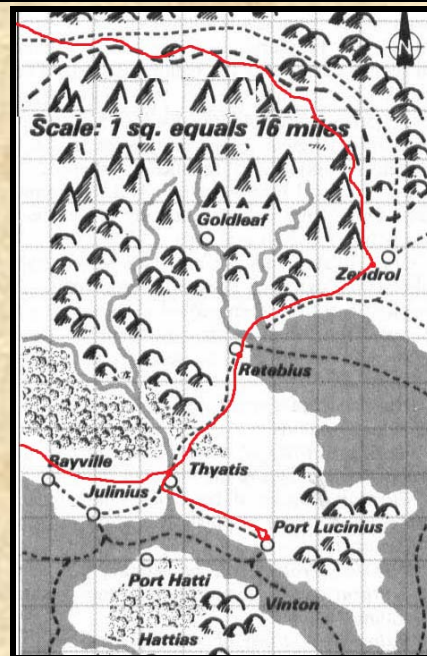 N
Scale: 1 sq. equals 16 miles
Goldleaf
Zendrol
Retebius
Bayville
Thyatis
Julinius
Port Lucinius
Port Hatti
Vinton
Hattias